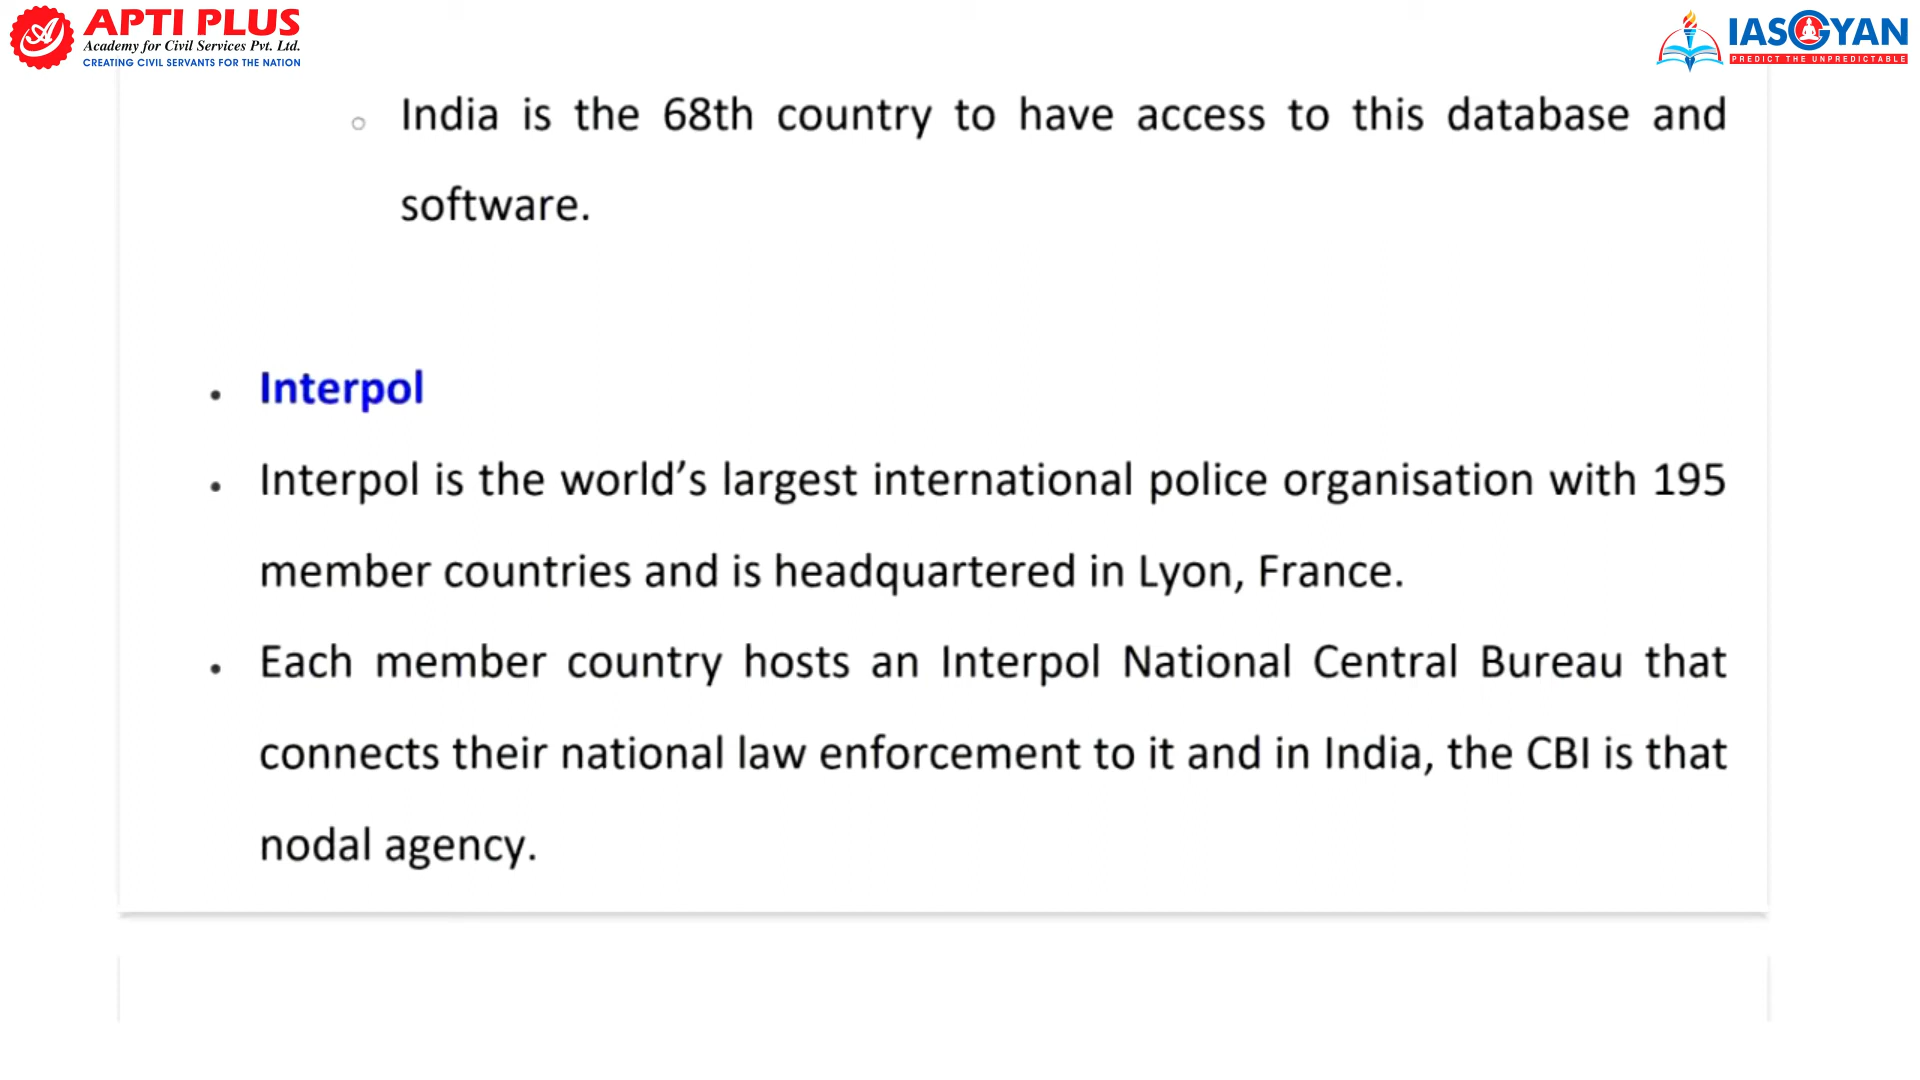 APTI PLUS
Academy for Civil Services Pvt. Ltd.
CREATING CIVIL SERVANTS FOR THE NATION
IASGYAN
PREDICT THE UNPREDICTABLE
India is the 68th country to have access to this database and
software.
Interpol
Interpol is the world’s largest international police organisation with 195
member countries and is headquartered in Lyon, France.
Each member country hosts an Interpol National Central Bureau that
connects their national law enforcement to it and in India, the CBI is that
nodal agency.